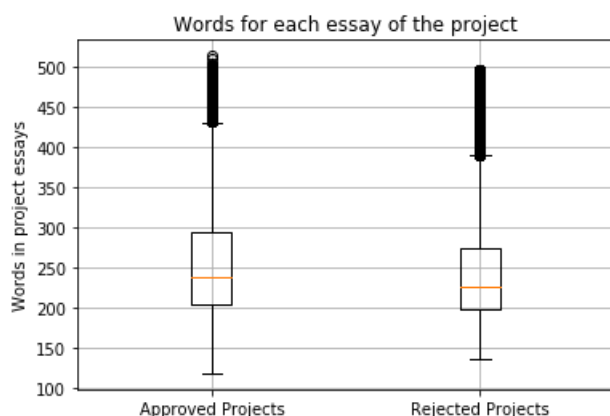 Words for each essay of the project
Words in project essays
500
450
400
350
300
250
200
150
100
Approved Projects
Rejected Projects